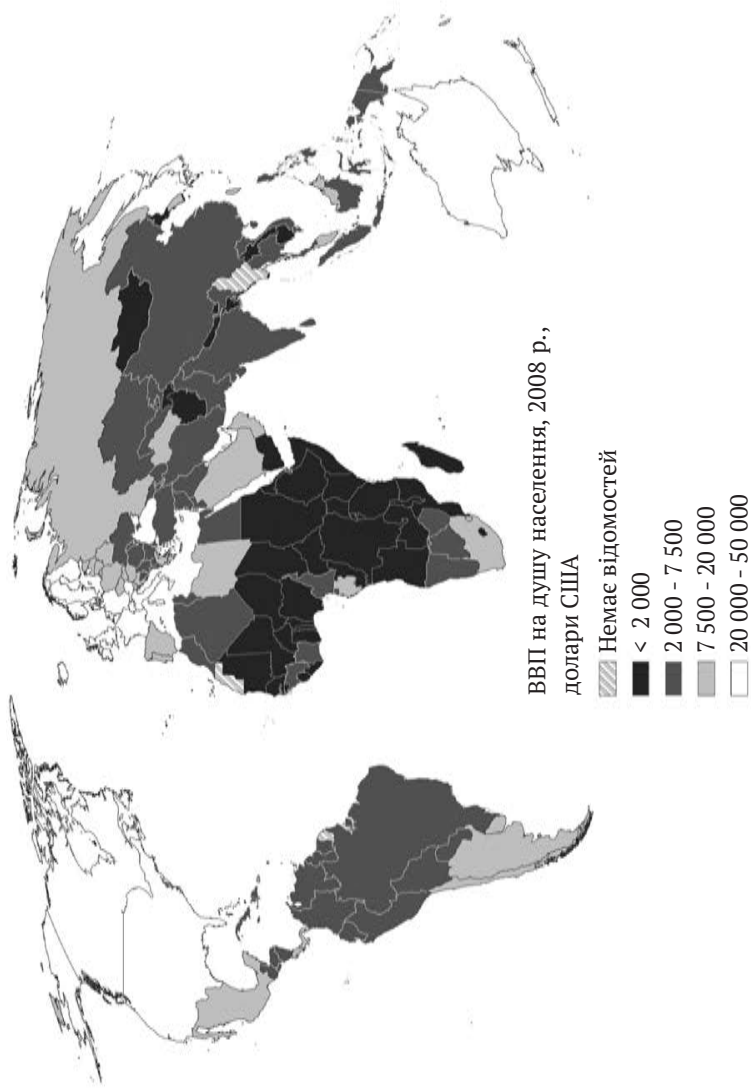 ВВП на душу населення, 2008 р.,
долари США
Немає відомостей
< 2 000
2 000 - 7 500
7 500 - 20 000
20 000 - 50 000